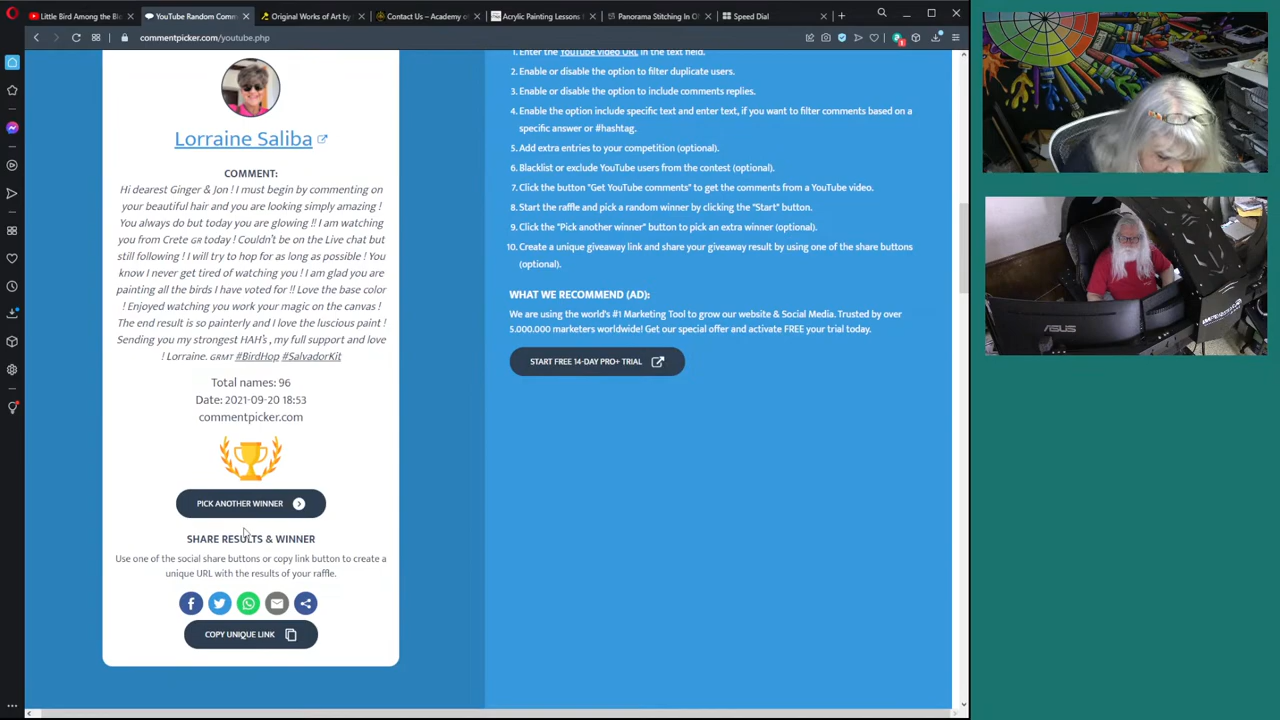 Little Bird Among the Bl
YouTube Random Comm
Original Works of Art by
Contact Us – Academy of
Acrylic Painting Lessons
Panorama Stitching In O
Speed Dial
commentpicker.com/youtube.php
Lorraine Saliba
COMMENT:
Hi dearest Ginger & Jon ! I must begin by commenting on
your beautiful hair and you are looking simply amazing !
You always do but today you are glowing !! I am watching
you from Crete GR today ! Couldn't be on the Live chat but
still following ! I will try to hop for as long as possible ! You
know I never get tired of watching you ! I am glad you are
painting all the birds I have voted for !! Love the base color
! Enjoyed watching you work your magic on the canvas !
The end result is so painterly and I love the luscious paint !
Sending you my strongest HAH's , my full support and love
! Lorraine. GRMT #BirdHop #SalvadorKit
Total names: 96
Date: 2021-09-20 18:53
commentpicker.com
PICK ANOTHER WINNER
SHARE RESULTS & WINNER
Use one of the social share buttons or copy link button to create a
unique URL with the results of your raffle.
COPY UNIQUE LINK
1. Enter the YouTube video URL in the text field.
2. Enable or disable the option to filter duplicate users.
3. Enable or disable the option to include comments replies.
4. Enable the option include specific text and enter text, if you want to filter comments based on a
specific answer or #hashtag.
5. Add extra entries to your competition (optional).
6. Blacklist or exclude YouTube users from the contest (optional).
7. Click the button "Get YouTube comments" to get the comments from a YouTube video.
8. Start the raffle and pick a random winner by clicking the "Start" button.
9. Click the "Pick another winner" button to pick an extra winner (optional).
10. Create a unique giveaway link and share your giveaway result by using one of the share buttons
(optional).
WHAT WE RECOMMEND (AD):
We are using the world's #1 Marketing Tool to grow our website & Social Media. Trusted by over
5.000.000 marketers worldwide! Get our special offer and activate FREE your trial today.
START FREE 14-DAY PRO+ TRIAL
ASUS